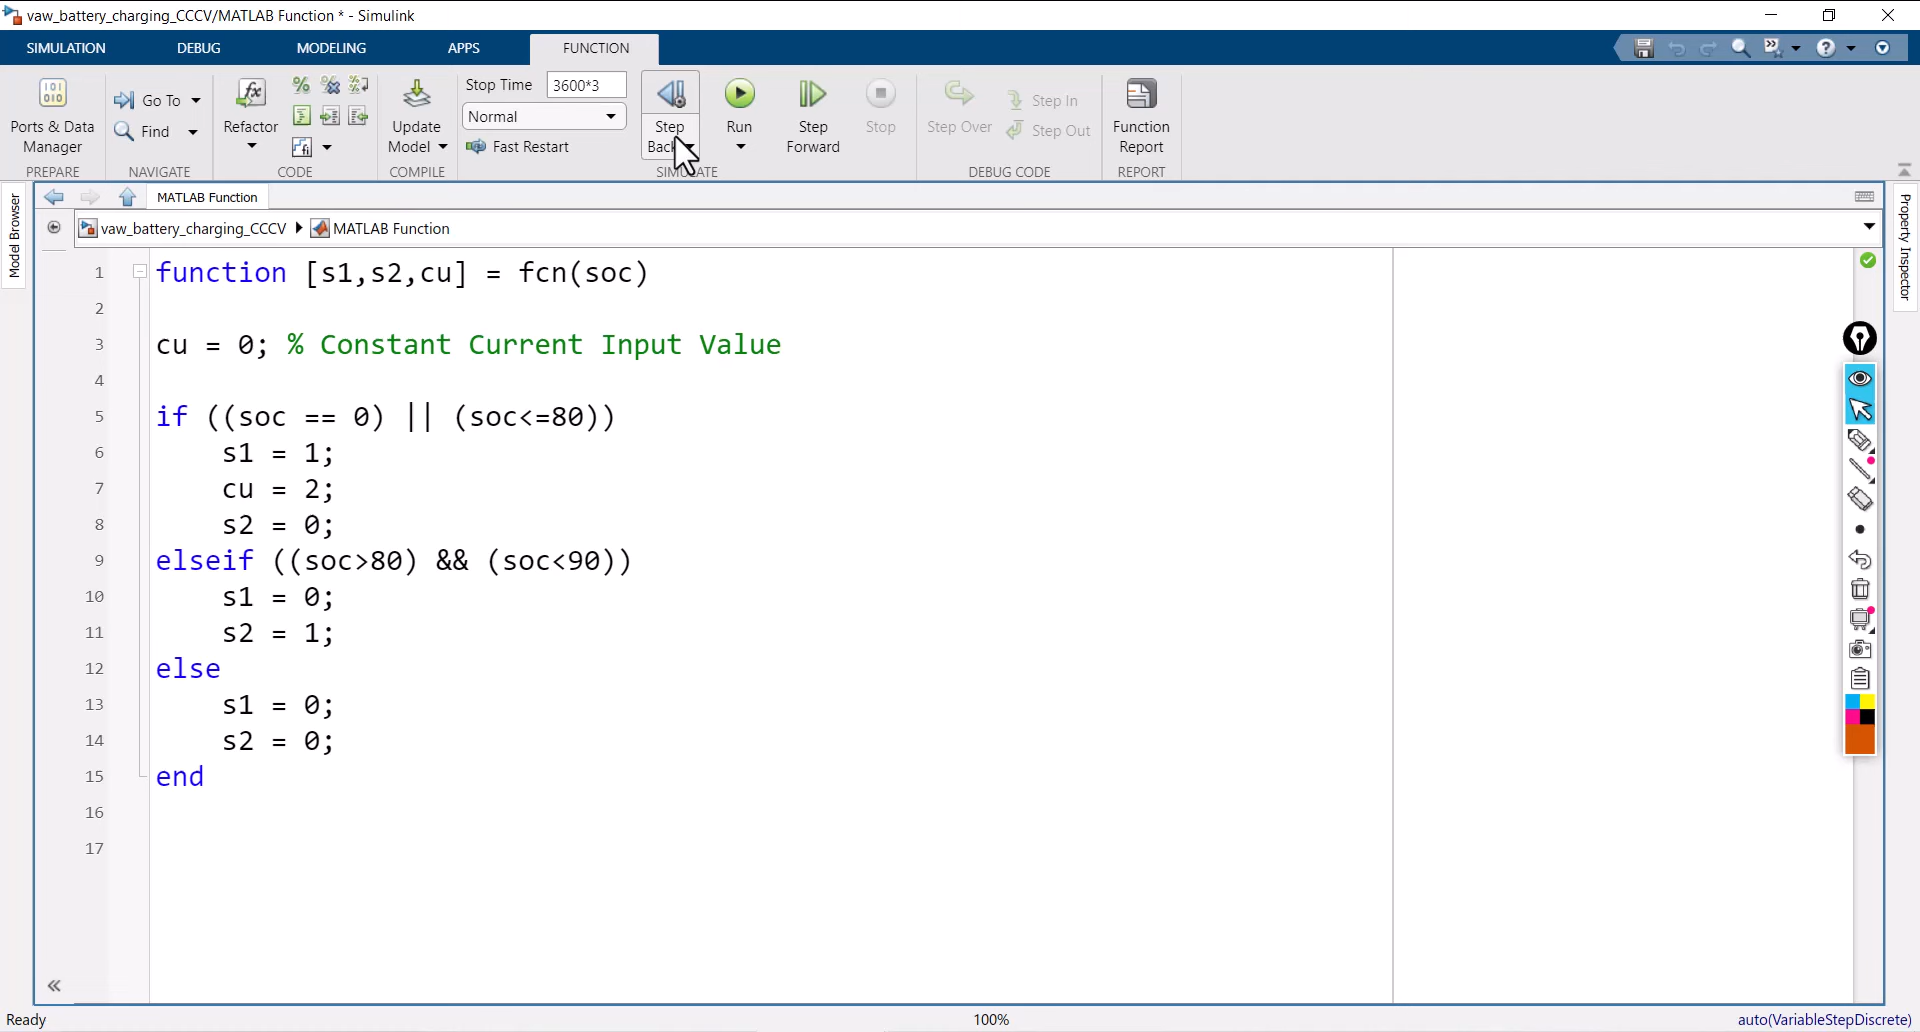 vaw_battery_charging_CCCV/MATLAB Function * - Simulink
SIMULATION DEBUG MODELING APPS FUNCTION
Ports & Data Manager
PREPARE
Go To
Find
NAVIGATE
Refactor
CODE
Update Model
COMPILE
Stop Time 3600*3
Normal
Fast Restart
Step
Run
Step Forward
Stop
SIMULATE
Step Over
Step In
Step Out
DEBUG CODE
Function Report
REPORT
Model Browser
Property Inspector
MATLAB Function
vaw_battery_charging_CCCV MATLAB Function
1 function [s1,s2,cu] = fcn(soc)
2
3 cu = 0; % Constant Current Input Value
4
5 if ((soc == 0) || (soc<=80))
6 s1 = 1;
7 cu = 2;
8 s2 = 0;
9 elseif ((soc>80) && (soc<90))
10 s1 = 0;
11 s2 = 1;
12 else
13 s1 = 0;
14 s2 = 0;
15 end
16
17
Ready 100% auto(VariableStepDiscrete)